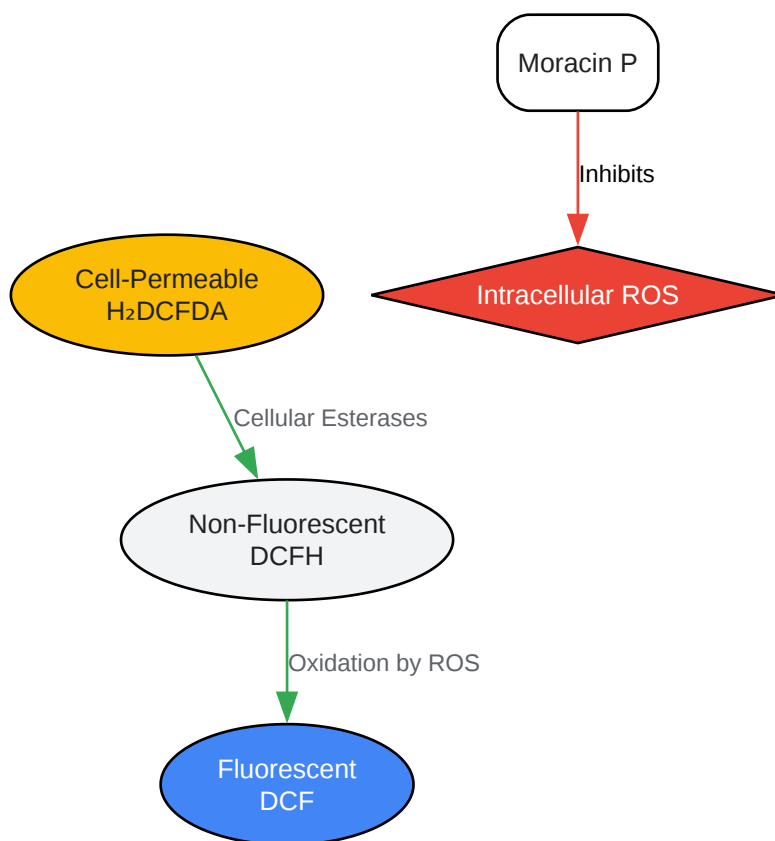 Moracin P
Inhibits
Cell-Permeable
H₂DCFDA
Intracellular ROS
Cellular Esterases
Non-Fluorescent
DCFH
Oxidation by ROS
Fluorescent
DCF